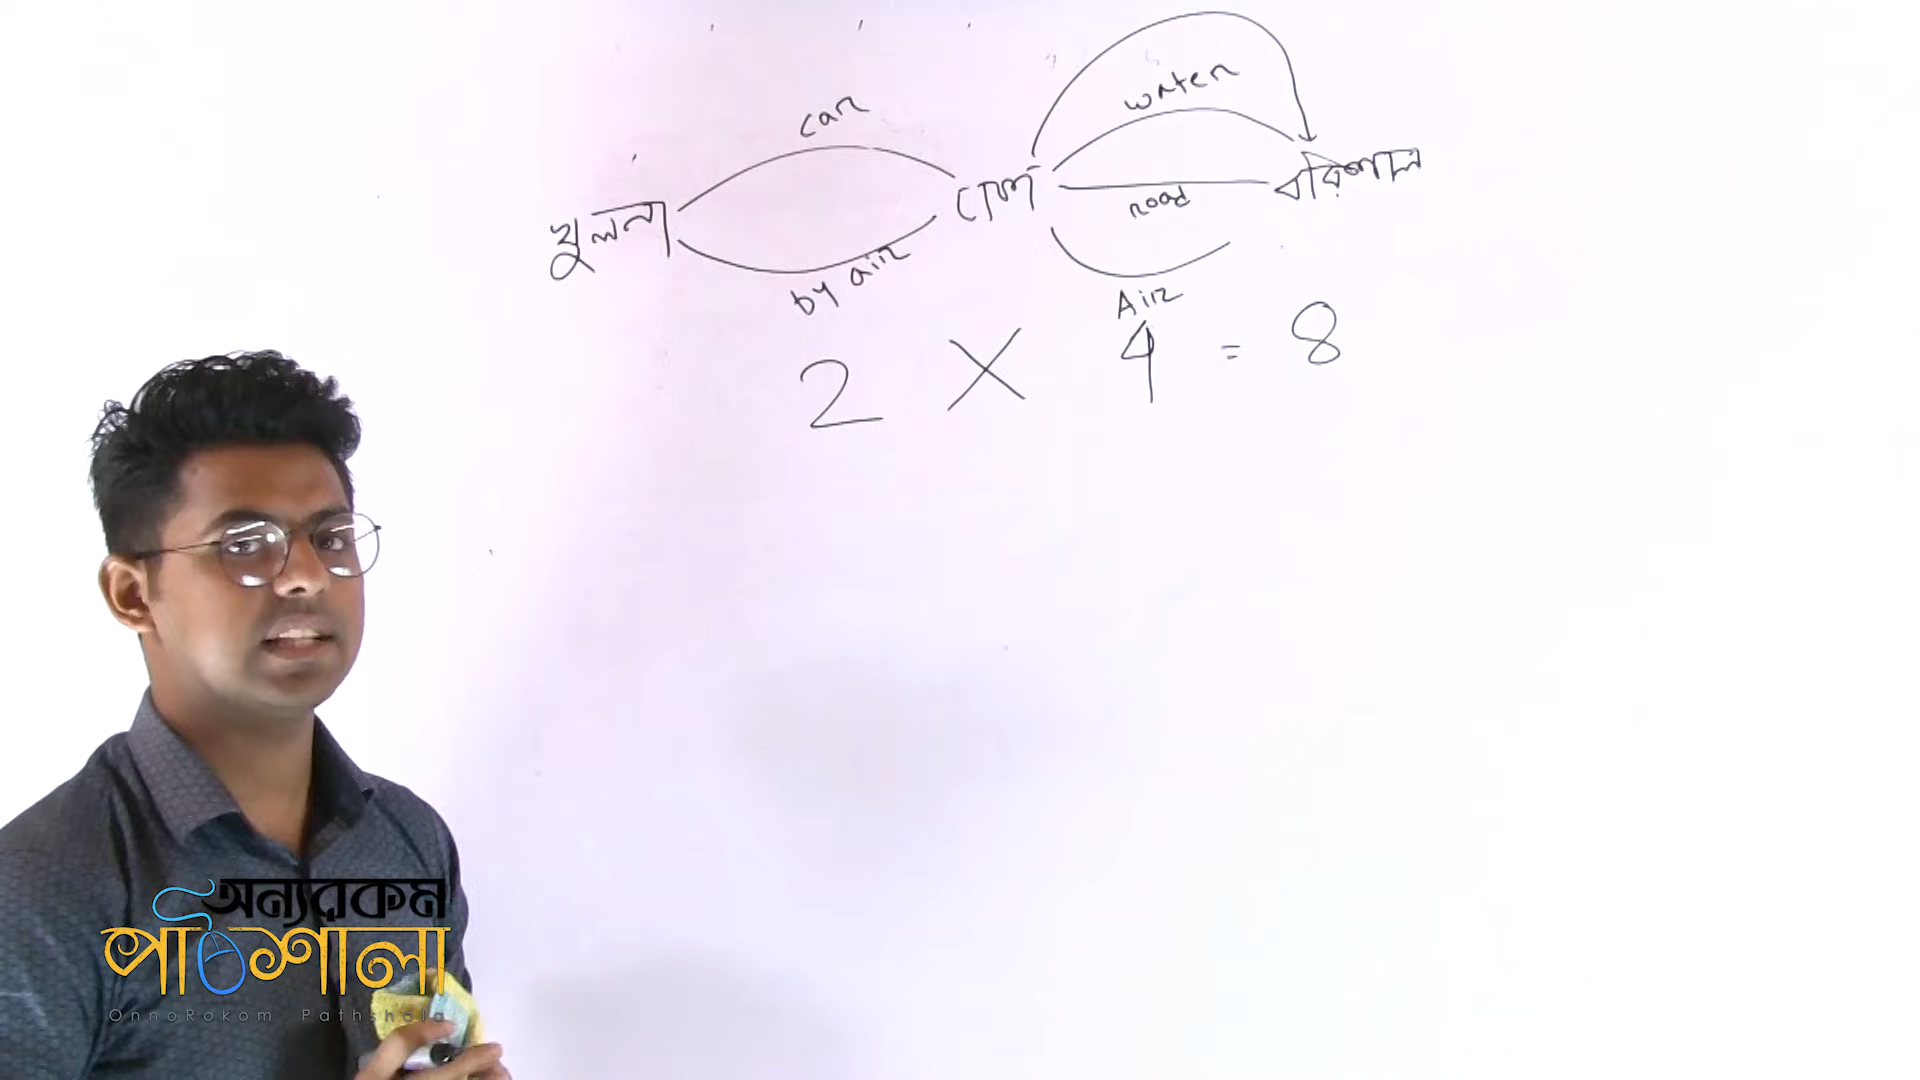 water
car
খুলনা
বরিশাল
road
by air
Air
2 X 4 = 8
অন্যরকম
পাঠশালা
OnnoRokom Pathshala